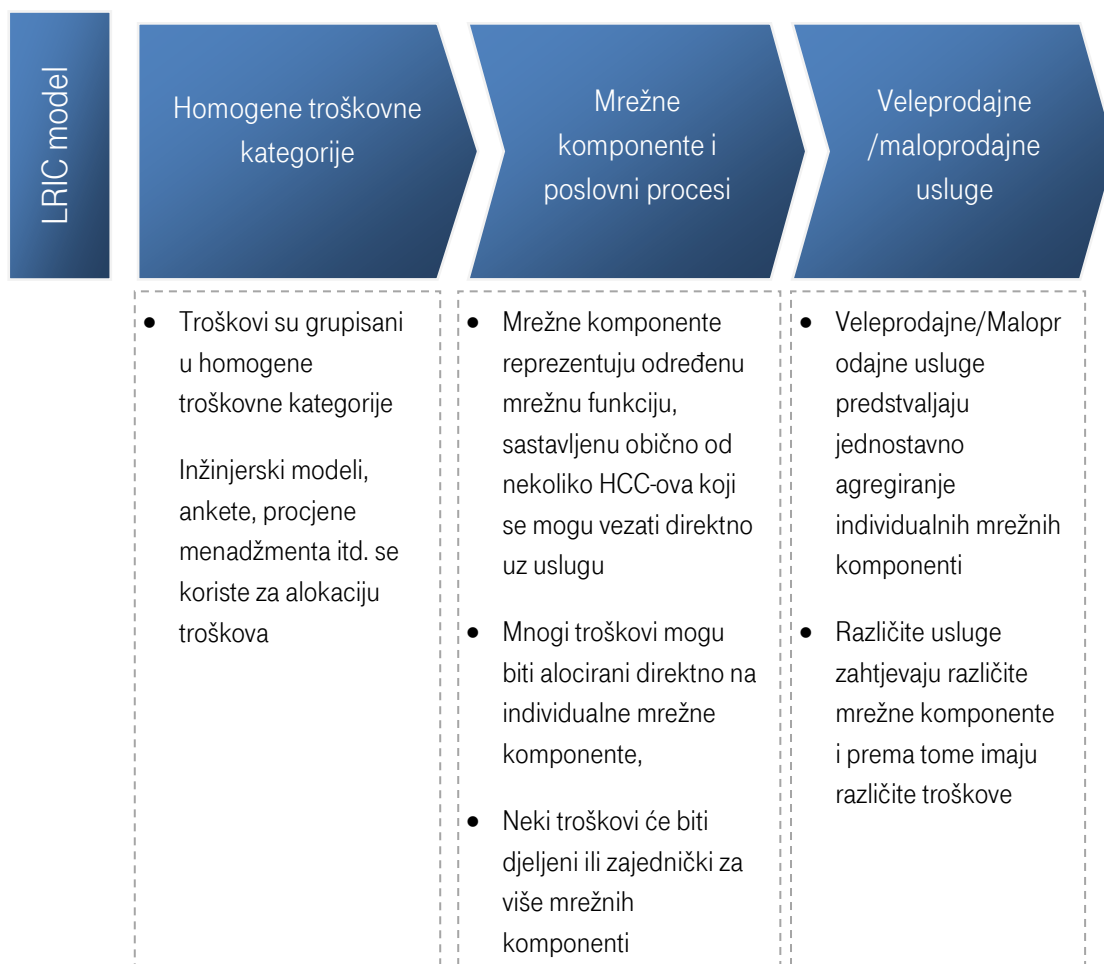 LRIC model
Homogene troškovne
kategorije
Mrežne
komponente i
poslovni procesi
Veleprodajne
/maloprodajne
usluge
• Troškovi su grupisani
u homogene
troškovne kategorije
Inžinjerski modeli,
ankete, procjene
menadžmenta itd. se
koriste za alokaciju
troškova
• Mrežne komponente
reprezentuju određenu
mrežnu funkciju,
sastavljenu obično od
nekoliko HCC-ova koji
se mogu vezati direktno
uz uslugu
• Mnogi troškovi mogu
biti alocirani direktno na
individualne mrežne
komponente,
• Neki troškovi će biti
djeljeni ili zajednički za
više mrežnih
komponenti
• Veleprodajne/Malopr
odajne usluge
predstvaljaju
jednostavno
agregiranje
individualnih mrežnih
komponenti
• Različite usluge
zahtjevaju različite
mrežne komponente
i prema tome imaju
različite troškove